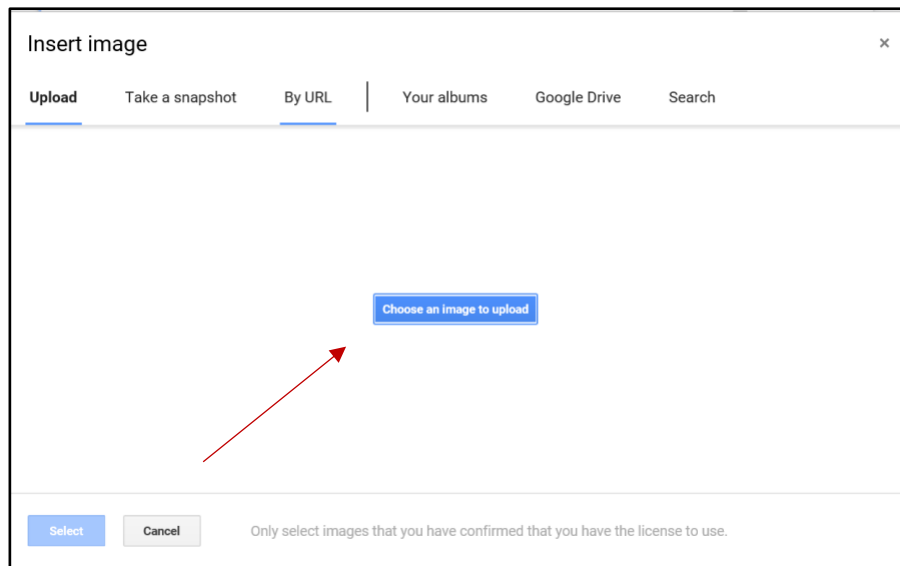 Insert image ×
Upload Take a snapshot By URL Your albums Google Drive Search
Choose an image to upload
Select Cancel Only select images that you have confirmed that you have the license to use.